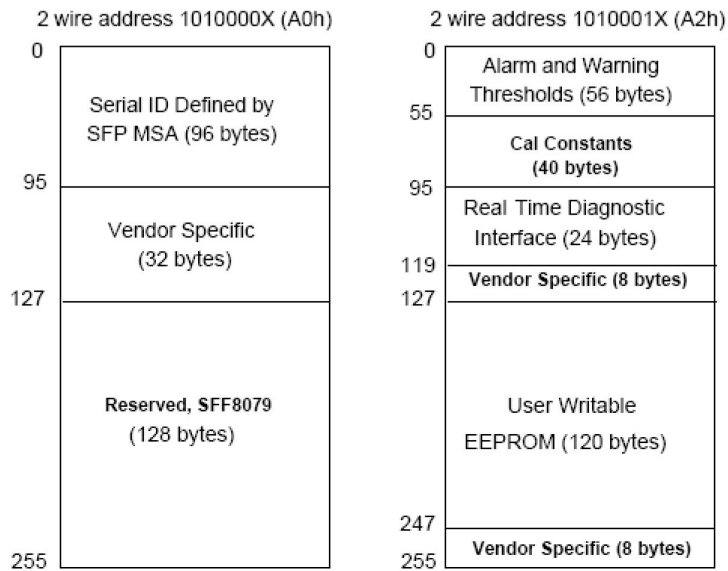 2 wire address 1010000X (A0h)
0
Serial ID Defined by
SFP MSA (96 bytes)
95
Vendor Specific
(32 bytes)
127
Reserved, SFF8079
(128 bytes)
255
2 wire address 1010001X (A2h)
0
Alarm and Warning
Thresholds (56 bytes)
55
Cal Constants
(40 bytes)
95
Real Time Diagnostic
Interface (24 bytes)
119
Vendor Specific (8 bytes)
127
User Writable
EEPROM (120 bytes)
247
Vendor Specific (8 bytes)
255